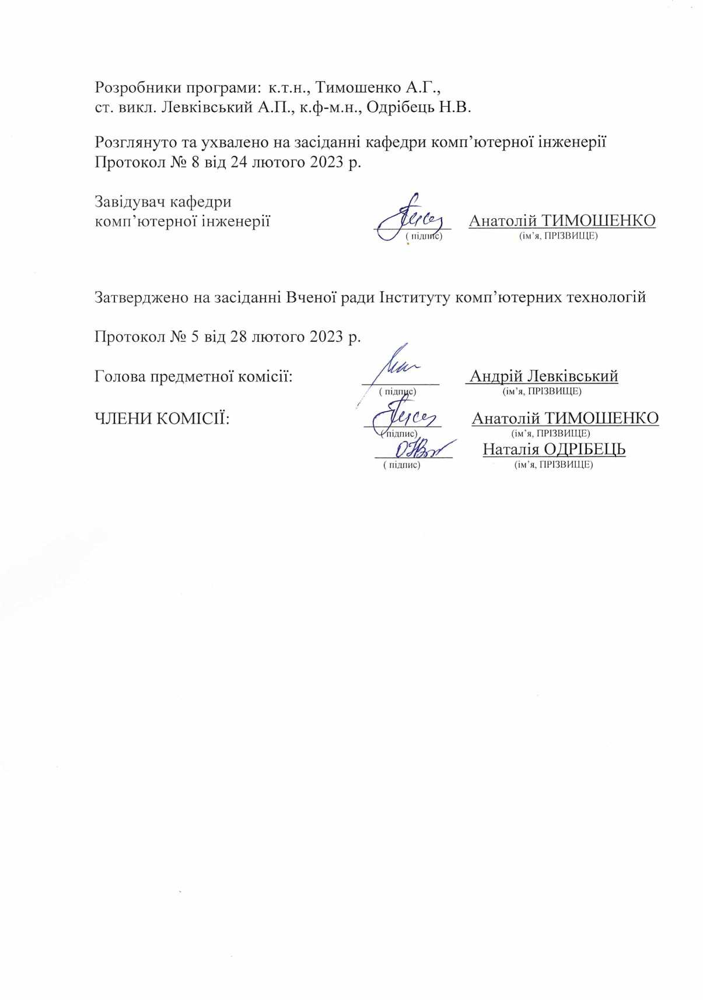 Розробники програми: к.т.н., Тимошенко А.Г.,
ст. викл. Левківський А.П., к.ф-м.н., Одрібець Н.В.
Розглянуто та ухвалено на засіданні кафедри комп’ютерної інженерії
Протокол № 8 від 24 лютого 2023 р.
Завідувач кафедри
комп’ютерної інженерії Анатолій ТИМОШЕНКО
( підпис) (ім’я, ПРІЗВИЩЕ)
Затверджено на засіданні Вченої ради Інституту комп’ютерних технологій
Протокол № 5 від 28 лютого 2023 р.
Голова предметної комісії: Андрій Левківський
( підпис) (ім’я, ПРІЗВИЩЕ)
ЧЛЕНИ КОМІСІЇ: Анатолій ТИМОШЕНКО
( підпис) (ім’я, ПРІЗВИЩЕ)
Наталія ОДРІБЕЦЬ
( підпис) (ім’я, ПРІЗВИЩЕ)